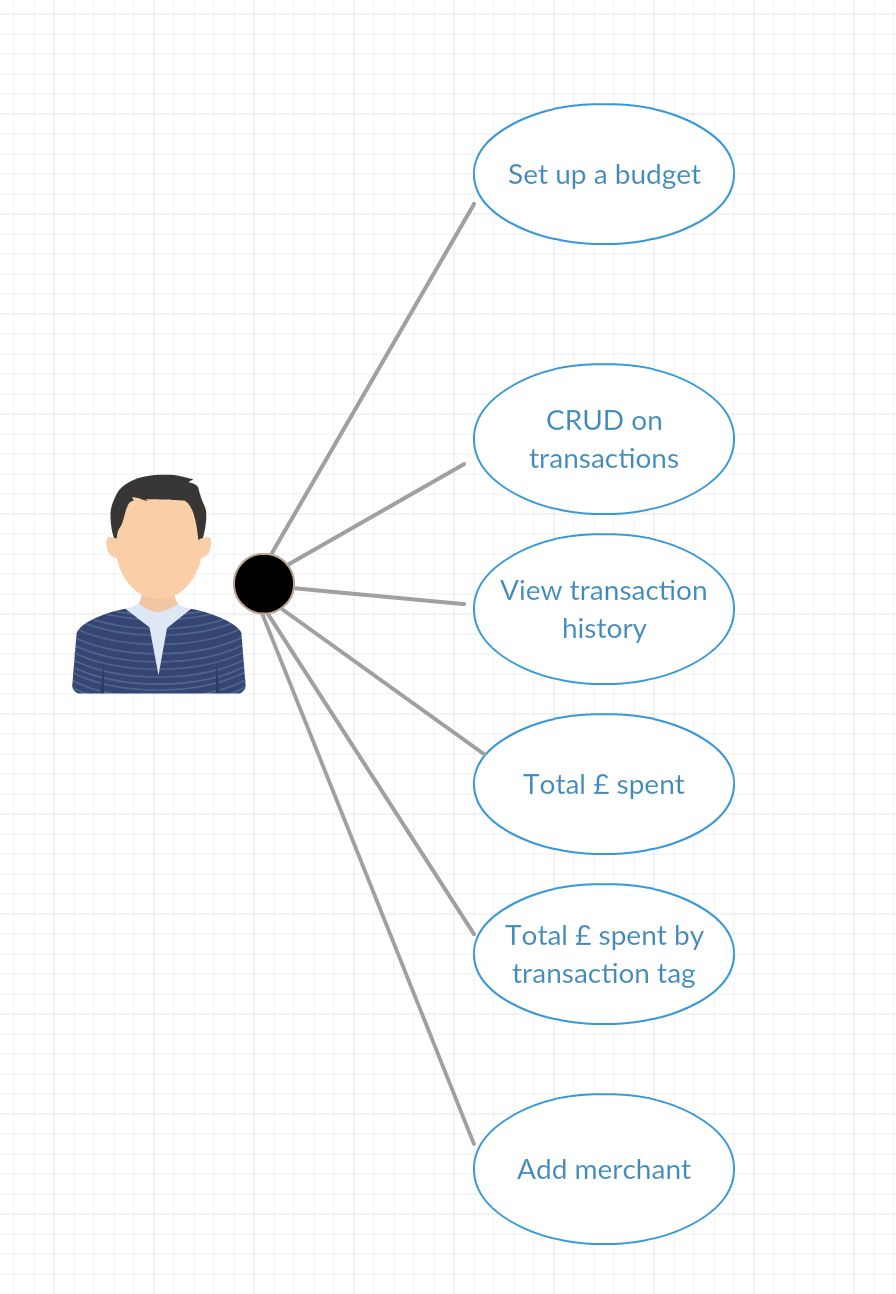 Set up a budget
CRUD on
transactions
View transaction
history
Total £ spent
Total £ spent by
transaction tag
Add merchant